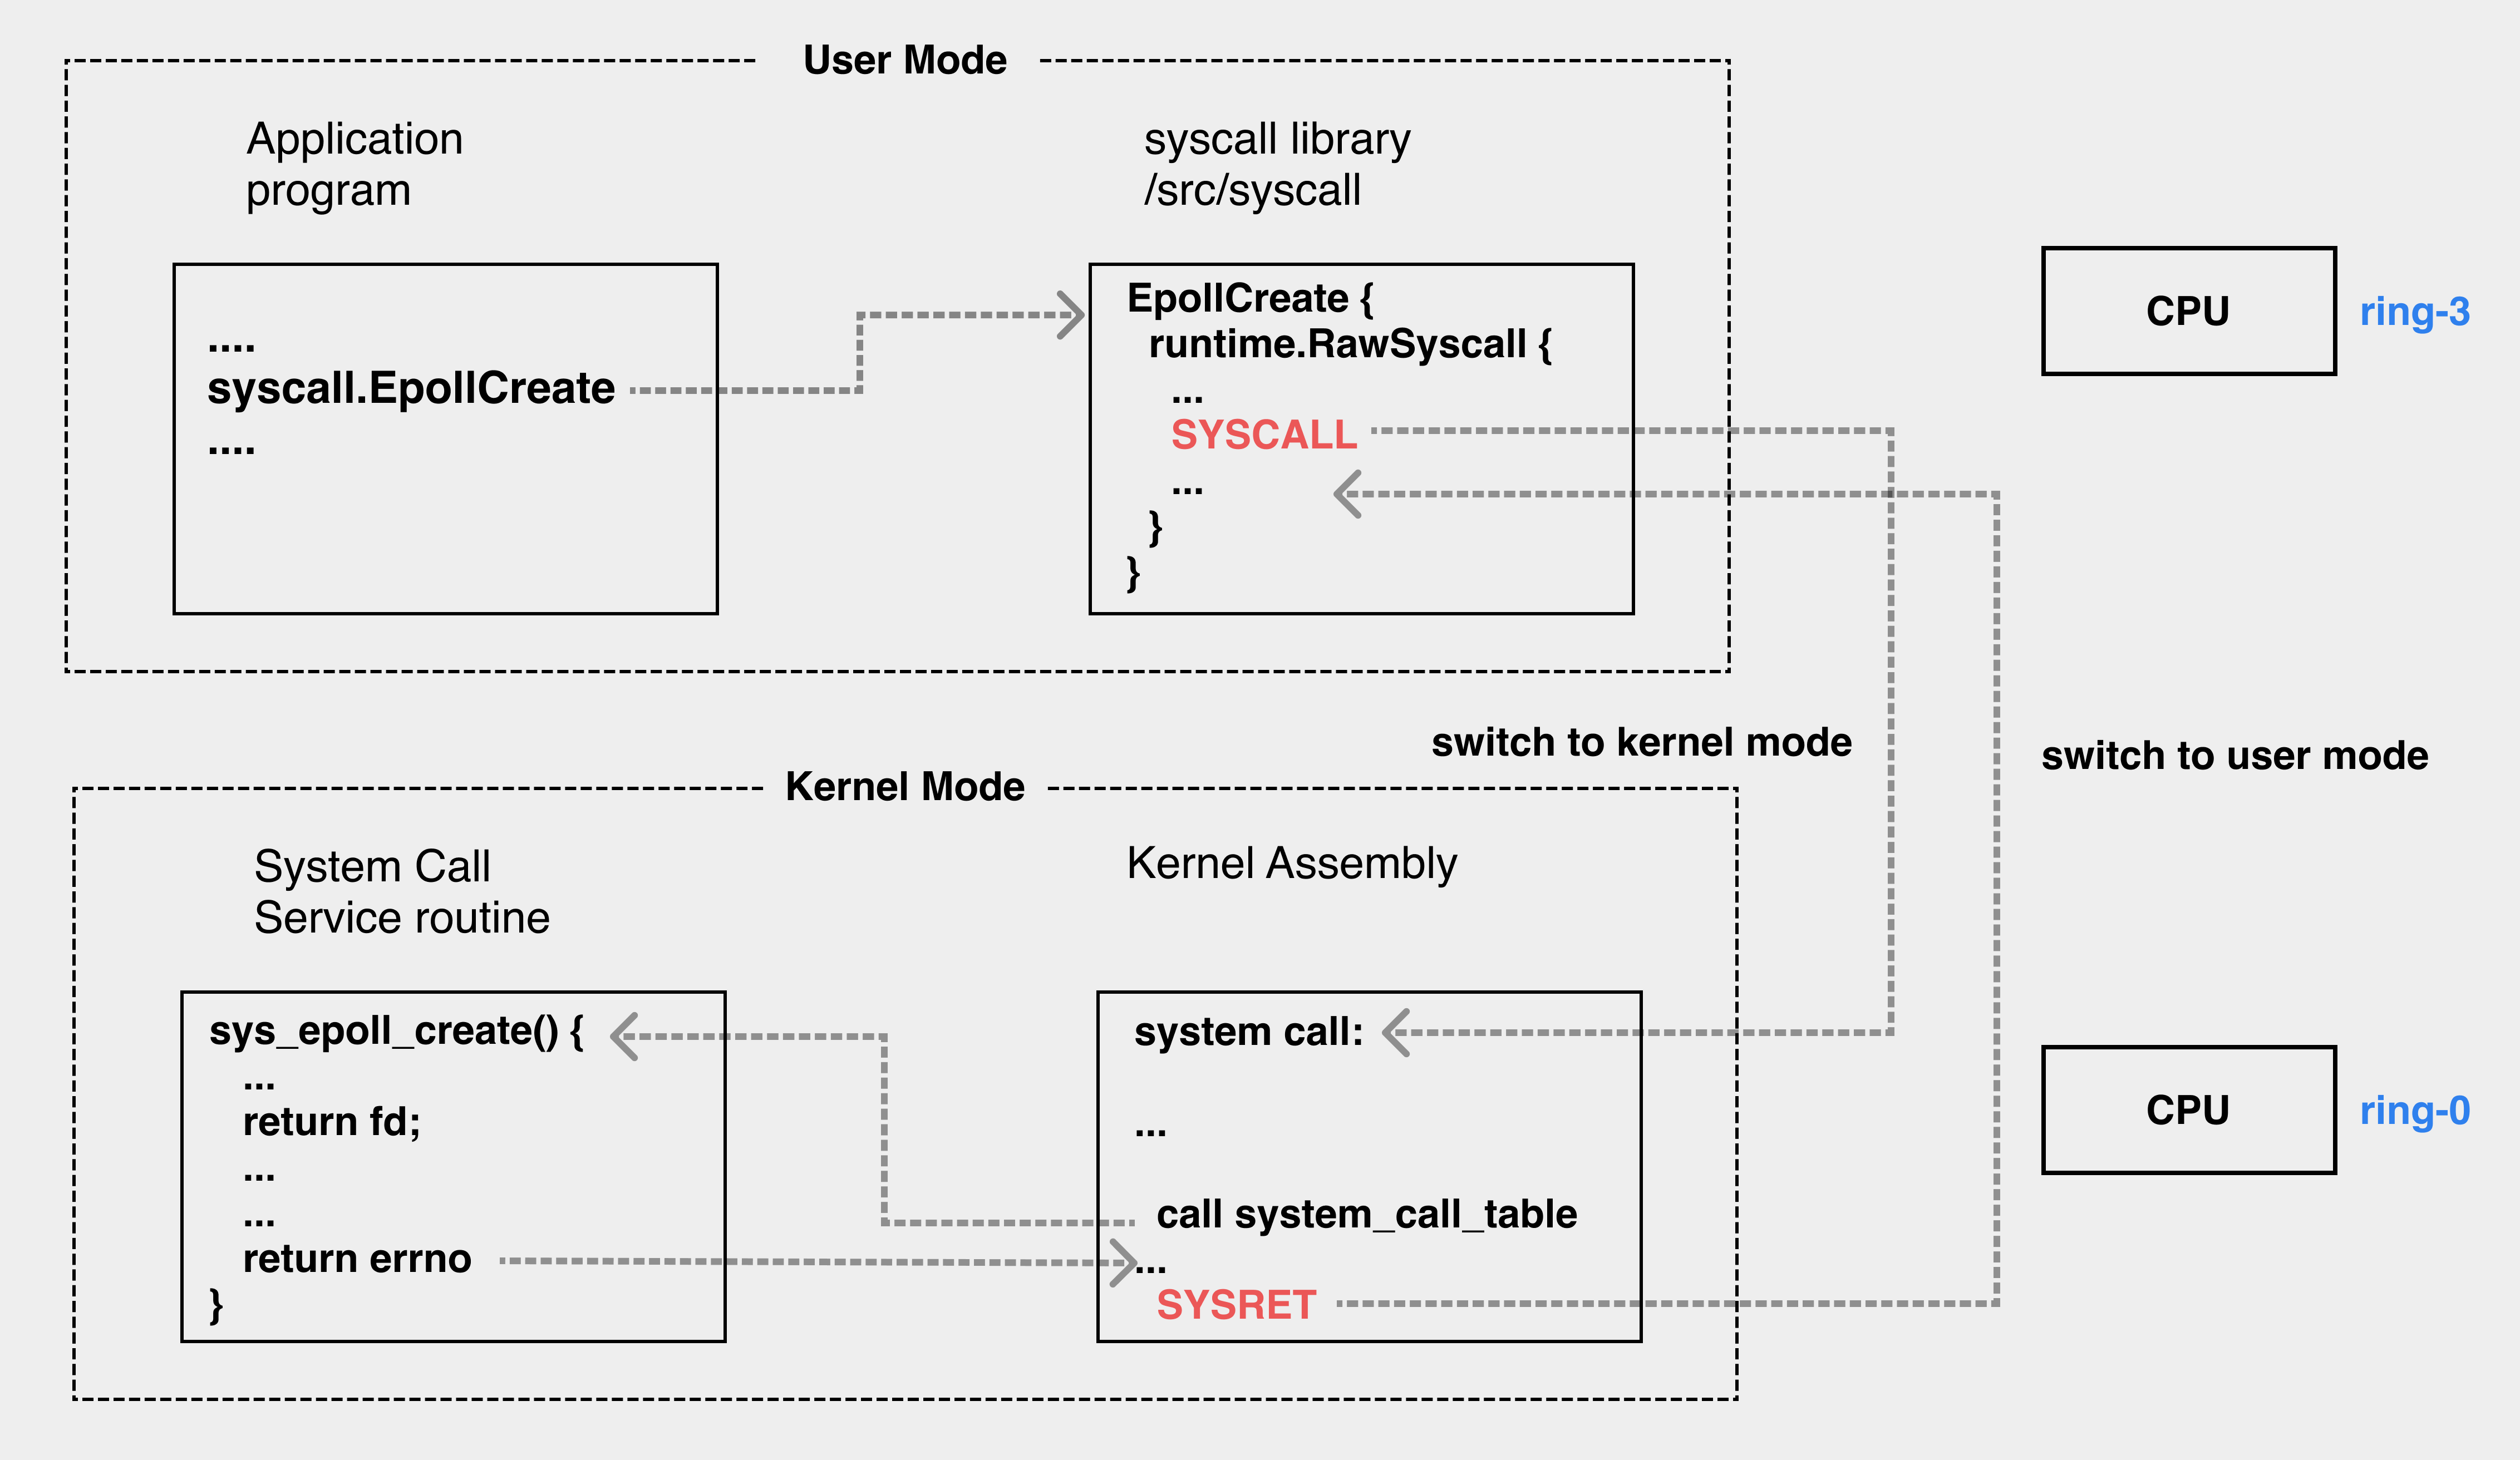 User Mode
Application
program
....
syscall.EpollCreate
....
syscall library
/src/syscall
EpollCreate {
runtime.RawSyscall {
...
SYSCALL
...
}
}
CPU
ring-3
switch to kernel mode
switch to user mode
Kernel Mode
System Call
Service routine
sys_epoll_create() {
...
return fd;
...
...
return errno
}
Kernel Assembly
system call:
...
call system_call_table
...
SYSRET
CPU
ring-0